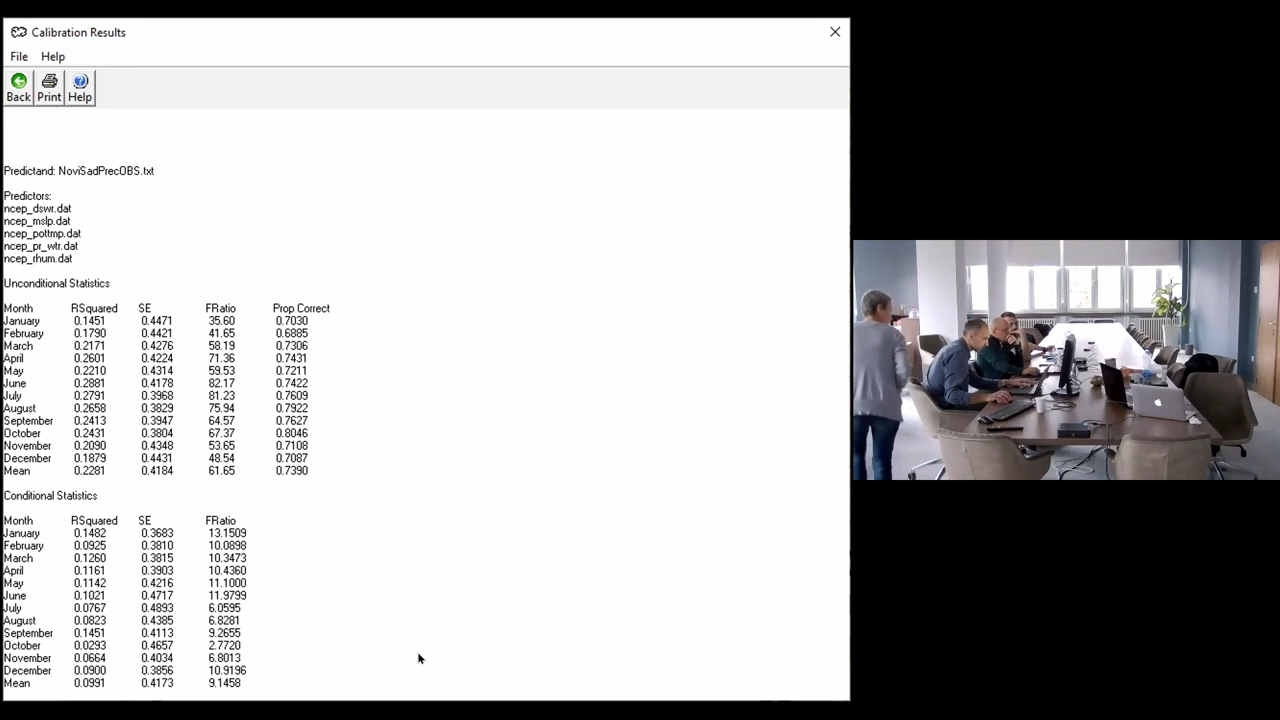 Calibration Results
File Help
Back Print Help
Predictand: NoviSadPrecOBS.txt
Predictors:
ncep_dswr.dat
ncep_mslp.dat
ncep_pottmp.dat
ncep_pr_wtr.dat
ncep_rhum.dat
Unconditional Statistics
Month RSquared SE FRatio Prop Correct
January 0.1451 0.4471 35.60 0.7030
February 0.1790 0.4421 41.65 0.6885
March 0.2171 0.4276 58.19 0.7306
April 0.2601 0.4224 71.36 0.7431
May 0.2210 0.4314 59.53 0.7211
June 0.2881 0.4178 82.17 0.7422
July 0.2791 0.3968 81.23 0.7609
August 0.2658 0.3829 75.94 0.7922
September 0.2413 0.3947 64.57 0.7627
October 0.2431 0.3804 67.37 0.8046
November 0.2090 0.4348 53.65 0.7108
December 0.1879 0.4431 48.54 0.7087
Mean 0.2281 0.4184 61.65 0.7390
Conditional Statistics
Month RSquared SE FRatio
January 0.1482 0.3683 13.1509
February 0.0925 0.3810 10.0898
March 0.1260 0.3815 10.3473
April 0.1161 0.3903 10.4360
May 0.1142 0.4216 11.1000
June 0.1021 0.4717 11.9799
July 0.0767 0.4893 6.0595
August 0.0823 0.4385 6.8281
September 0.1451 0.4113 9.2655
October 0.0293 0.4657 2.7720
November 0.0664 0.4034 6.8013
December 0.0900 0.3856 10.9196
Mean 0.0991 0.4173 9.1458